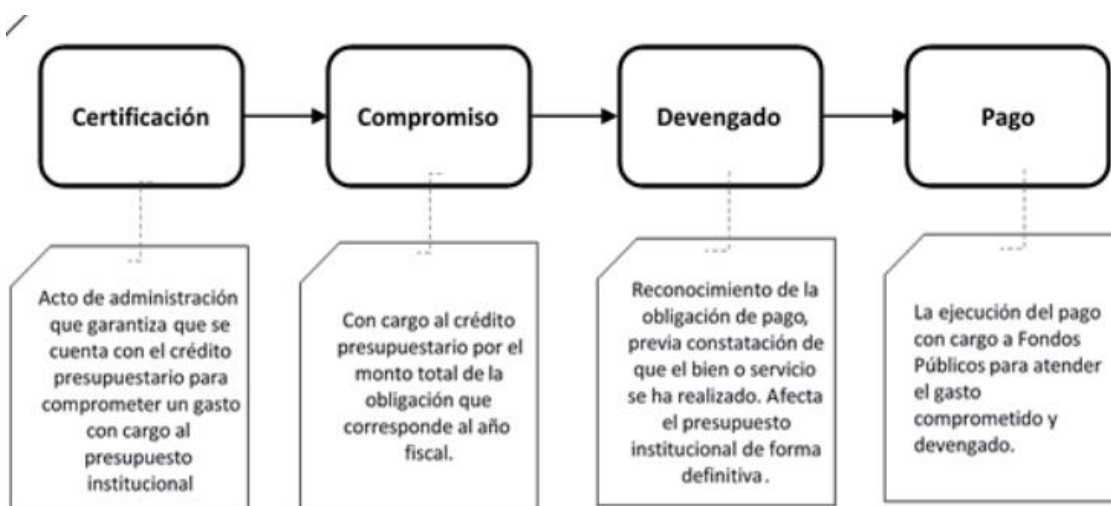 Certificación
Compromiso
Devengado
Pago
Acto de administración
que garantiza que se
cuenta con el crédito
presupuestario para
comprometer un gasto
con cargo al
presupuesto
institucional
Con cargo al crédito
presupuestario por el
monto total de la
obligación que
corresponde al año
fiscal.
Reconocimiento de la
obligación de pago,
previa constatación de
que el bien o servicio
se ha realizado. Afecta
el presupuesto
institucional de forma
definitiva.
La ejecución del pago
con cargo a Fondos
Públicos para atender
el gasto
comprometido y
devengado.